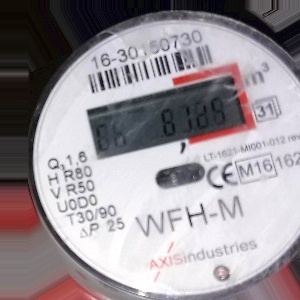 16-30150730
m³
31
LT-1621-MI001-012 rev
Q₃ 1,6
H R80
V R50
U0D0
T30/90
ΔP 25
CE M16 162
WFH-M
AXISindustries